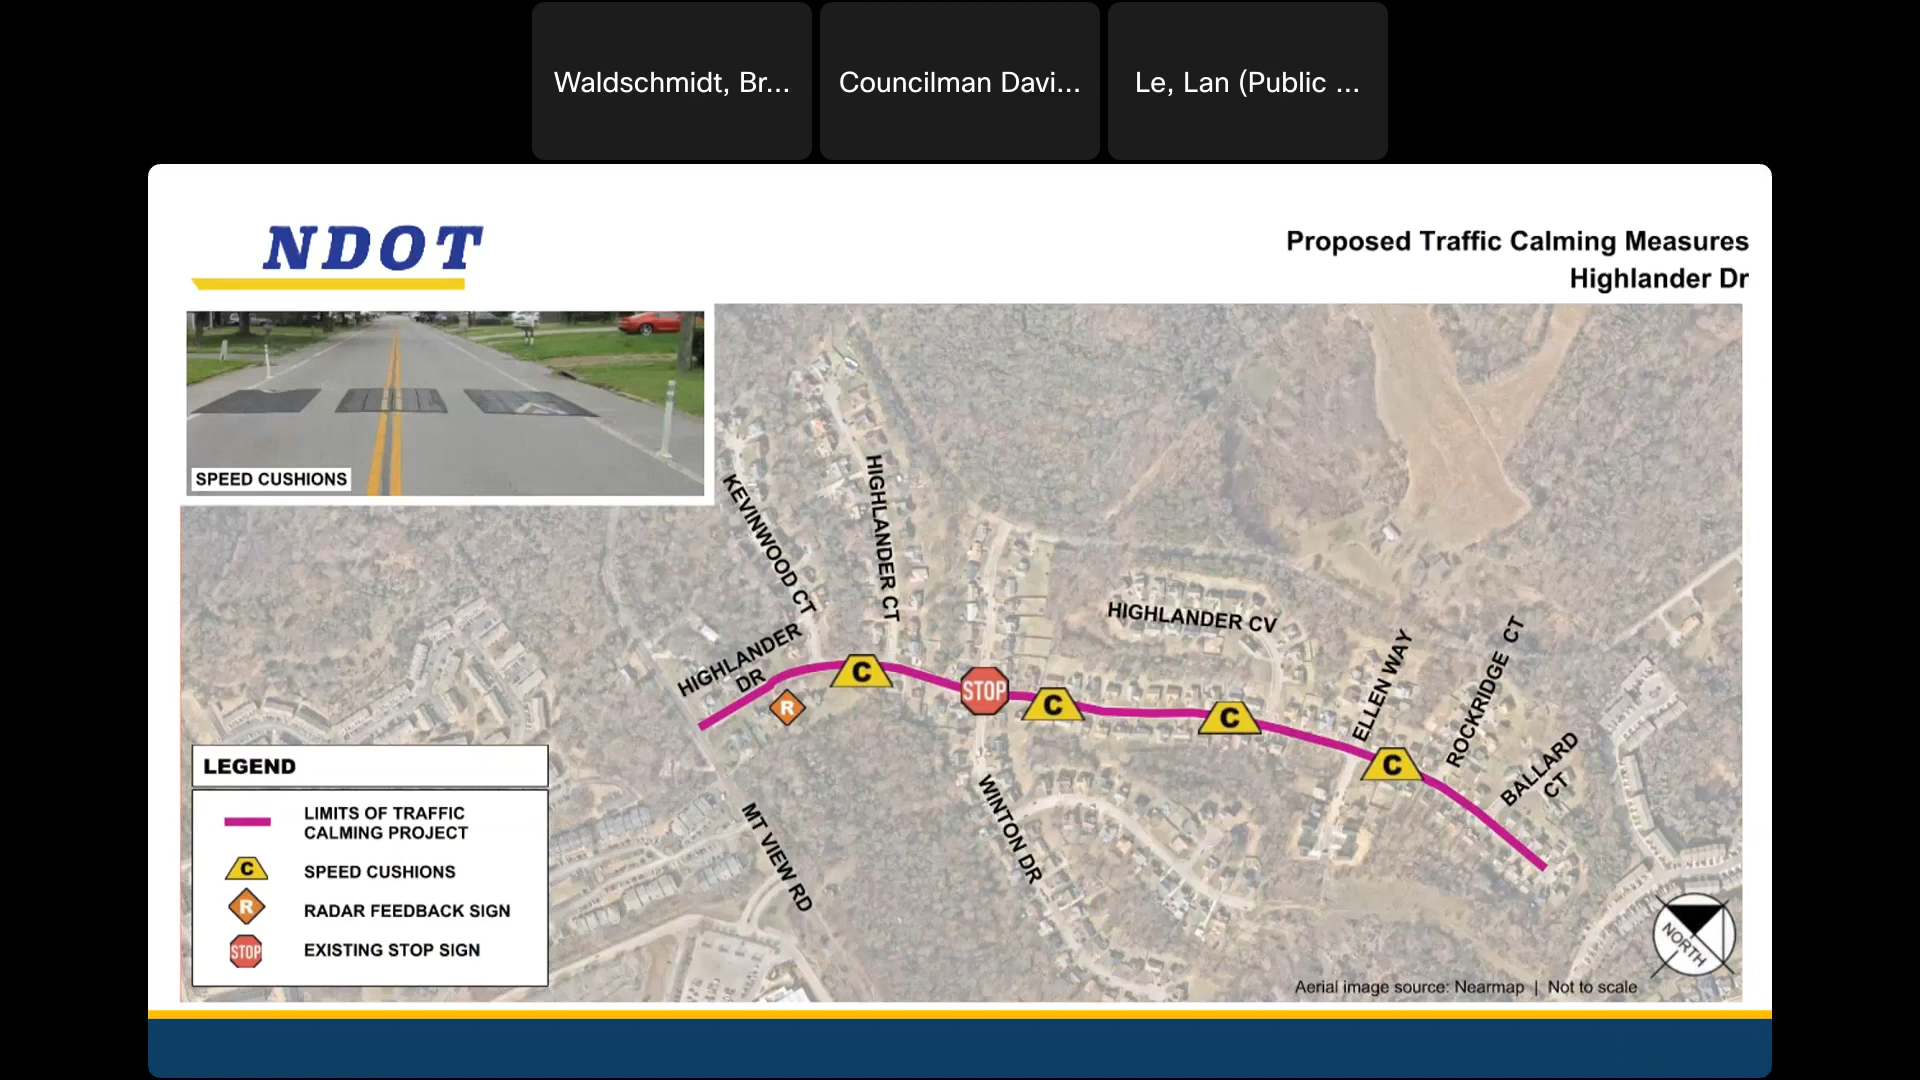 Waldschmidt, Br...
Councilman Davi...
Le, Lan (Public ...
NDOT
Proposed Traffic Calming Measures
Highlander Dr
SPEED CUSHIONS
KEVINWOOD CT
HIGHLANDER CT
HIGHLANDER
DR
HIGHLANDER CV
ELLEN WAY
ROCKRIDGE CT
BALLARD
CT
R
C
STOP
C
C
C
WINTON DR
MT VIEW RD
LEGEND
LIMITS OF TRAFFIC
CALMING PROJECT
C
SPEED CUSHIONS
R
RADAR FEEDBACK SIGN
STOP
EXISTING STOP SIGN
NORTH
Aerial image source: Nearmap | Not to scale